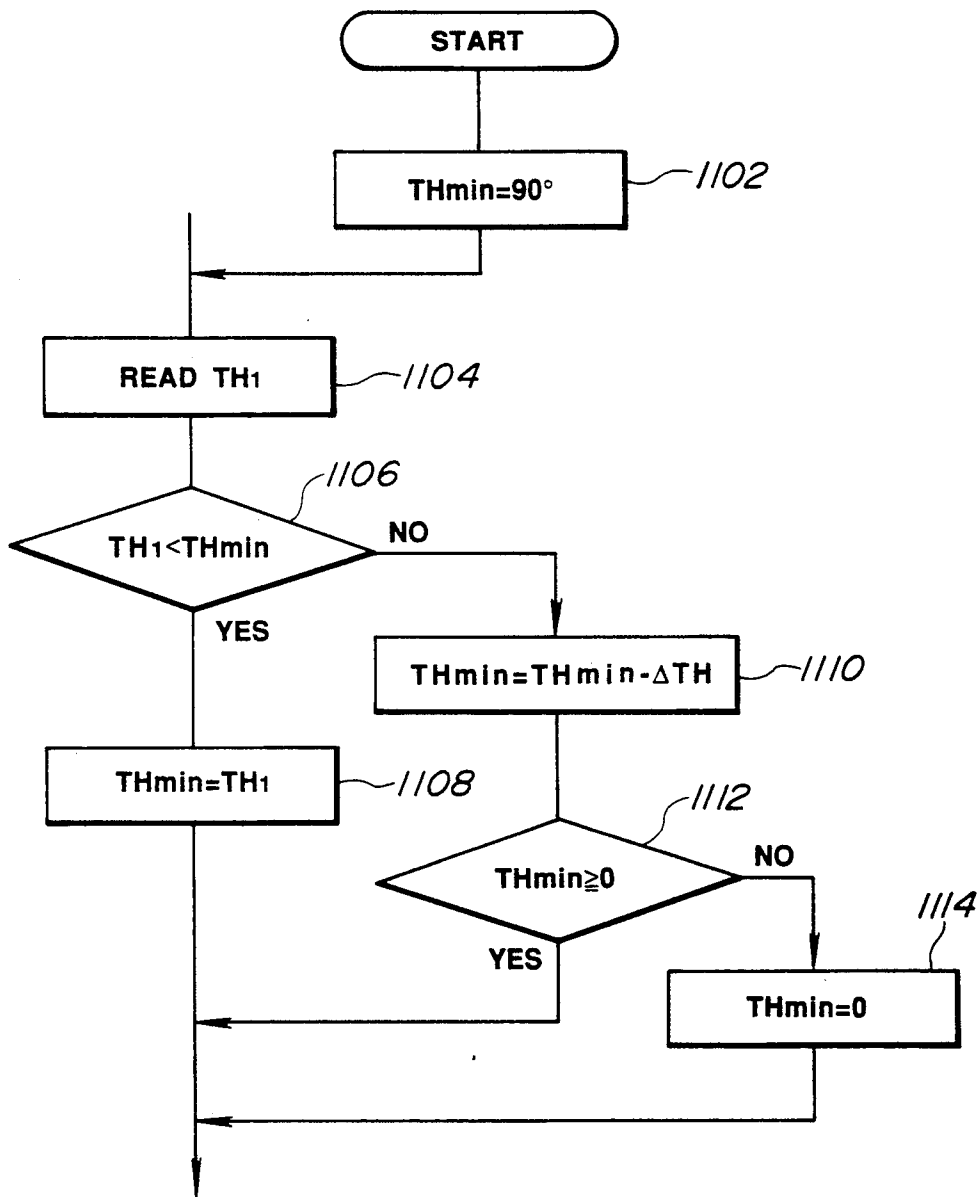 START
THmin=90°
1102
READ TH1
1104
1106
TH1<THmin
NO
YES
THmin=THmin-ΔTH
1110
THmin=TH1
1108
1112
THmin≧0
NO
YES
1114
THmin=0